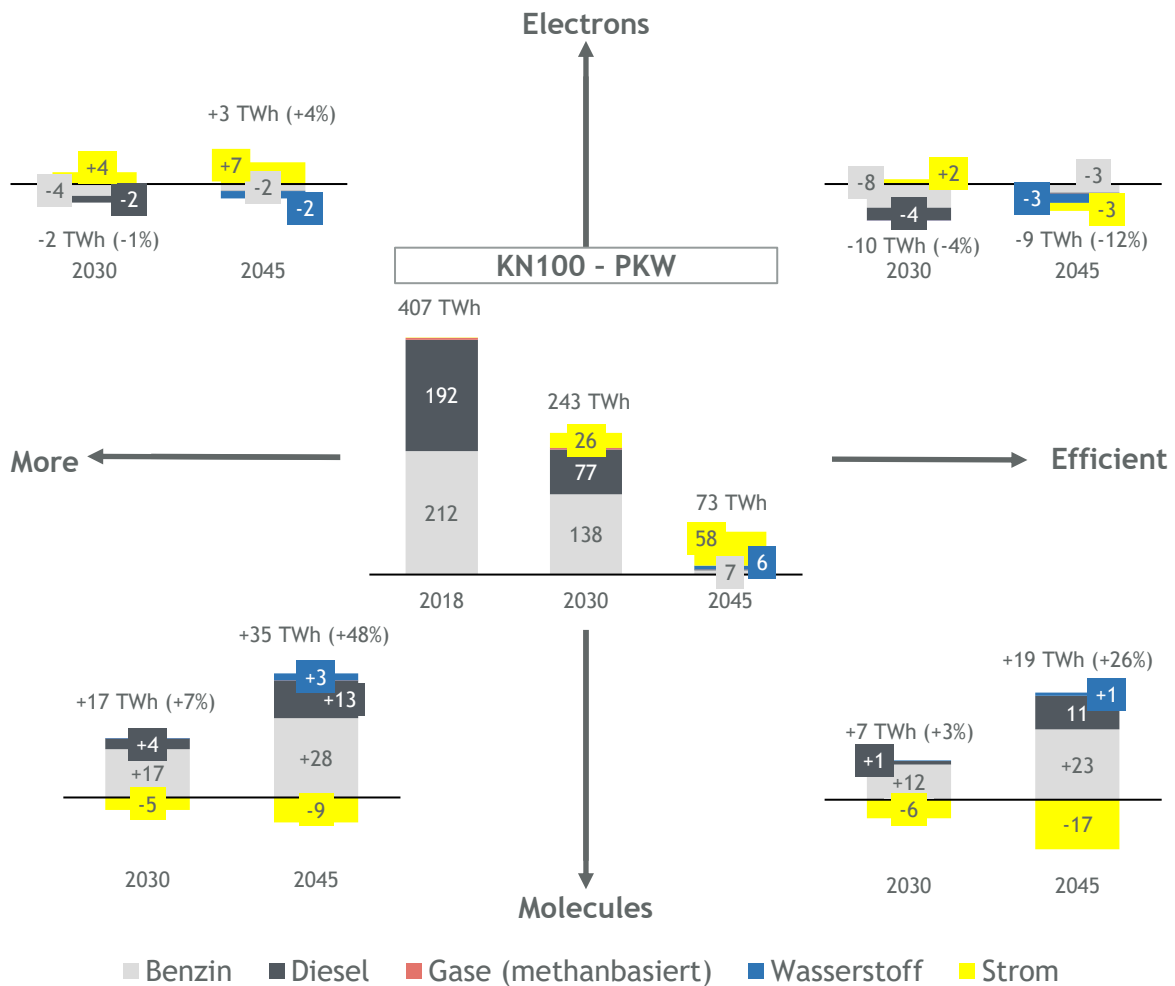 Electrons
+3 TWh (+4%)
+4
+7
-4
-2
-2
-2
-2 TWh (-1%)
2030
2045
-8
+2
-3
-4
-3
-3
-10 TWh (-4%)
-9 TWh (-12%)
2030
2045
KN100 - PKW
407 TWh
192
212
243 TWh
26
77
138
73 TWh
58
7
6
2018
2030
2045
More
Efficient
+35 TWh (+48%)
+17 TWh (+7%)
+3
+13
+4
+17
+28
-5
-9
2030
2045
+19 TWh (+26%)
+7 TWh (+3%)
+1
11
+1
+12
+23
-6
-17
2030
2045
Molecules
Benzin
Diesel
Gase (methanbasiert)
Wasserstoff
Strom